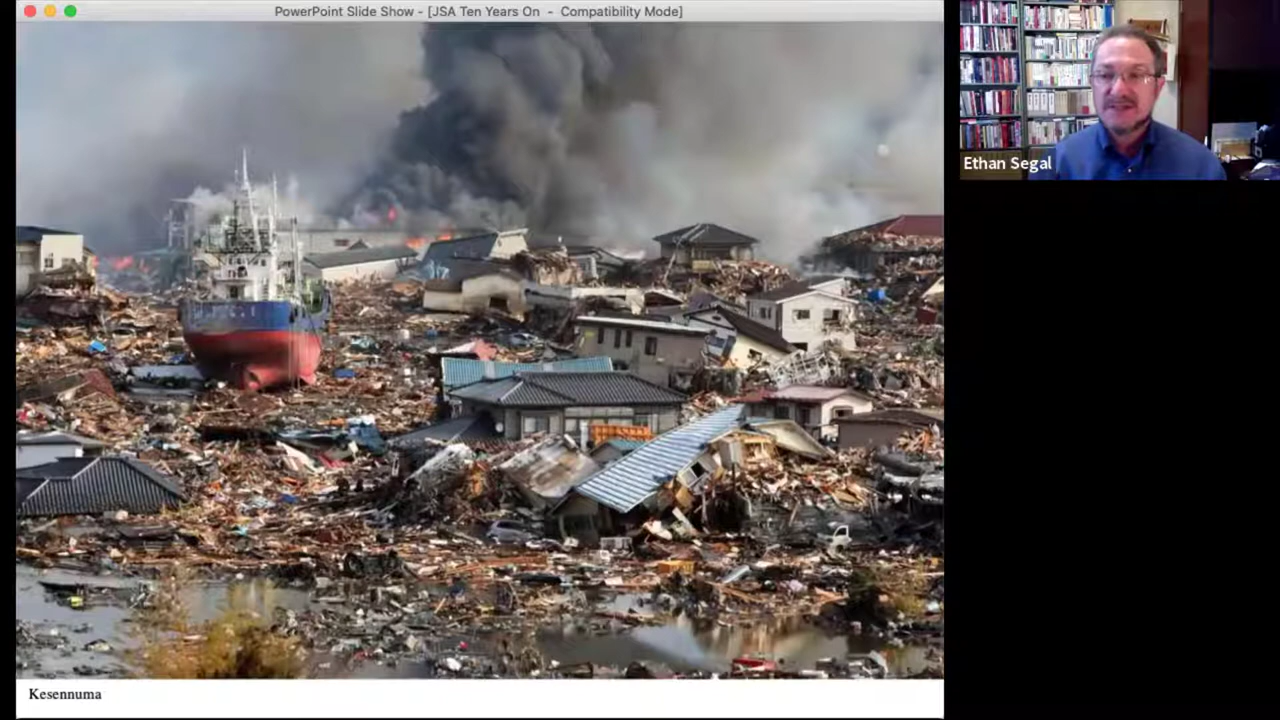 PowerPoint Slide Show - [JSA Ten Years On - Compatibility Mode]
Ethan Segal
Kesennuma